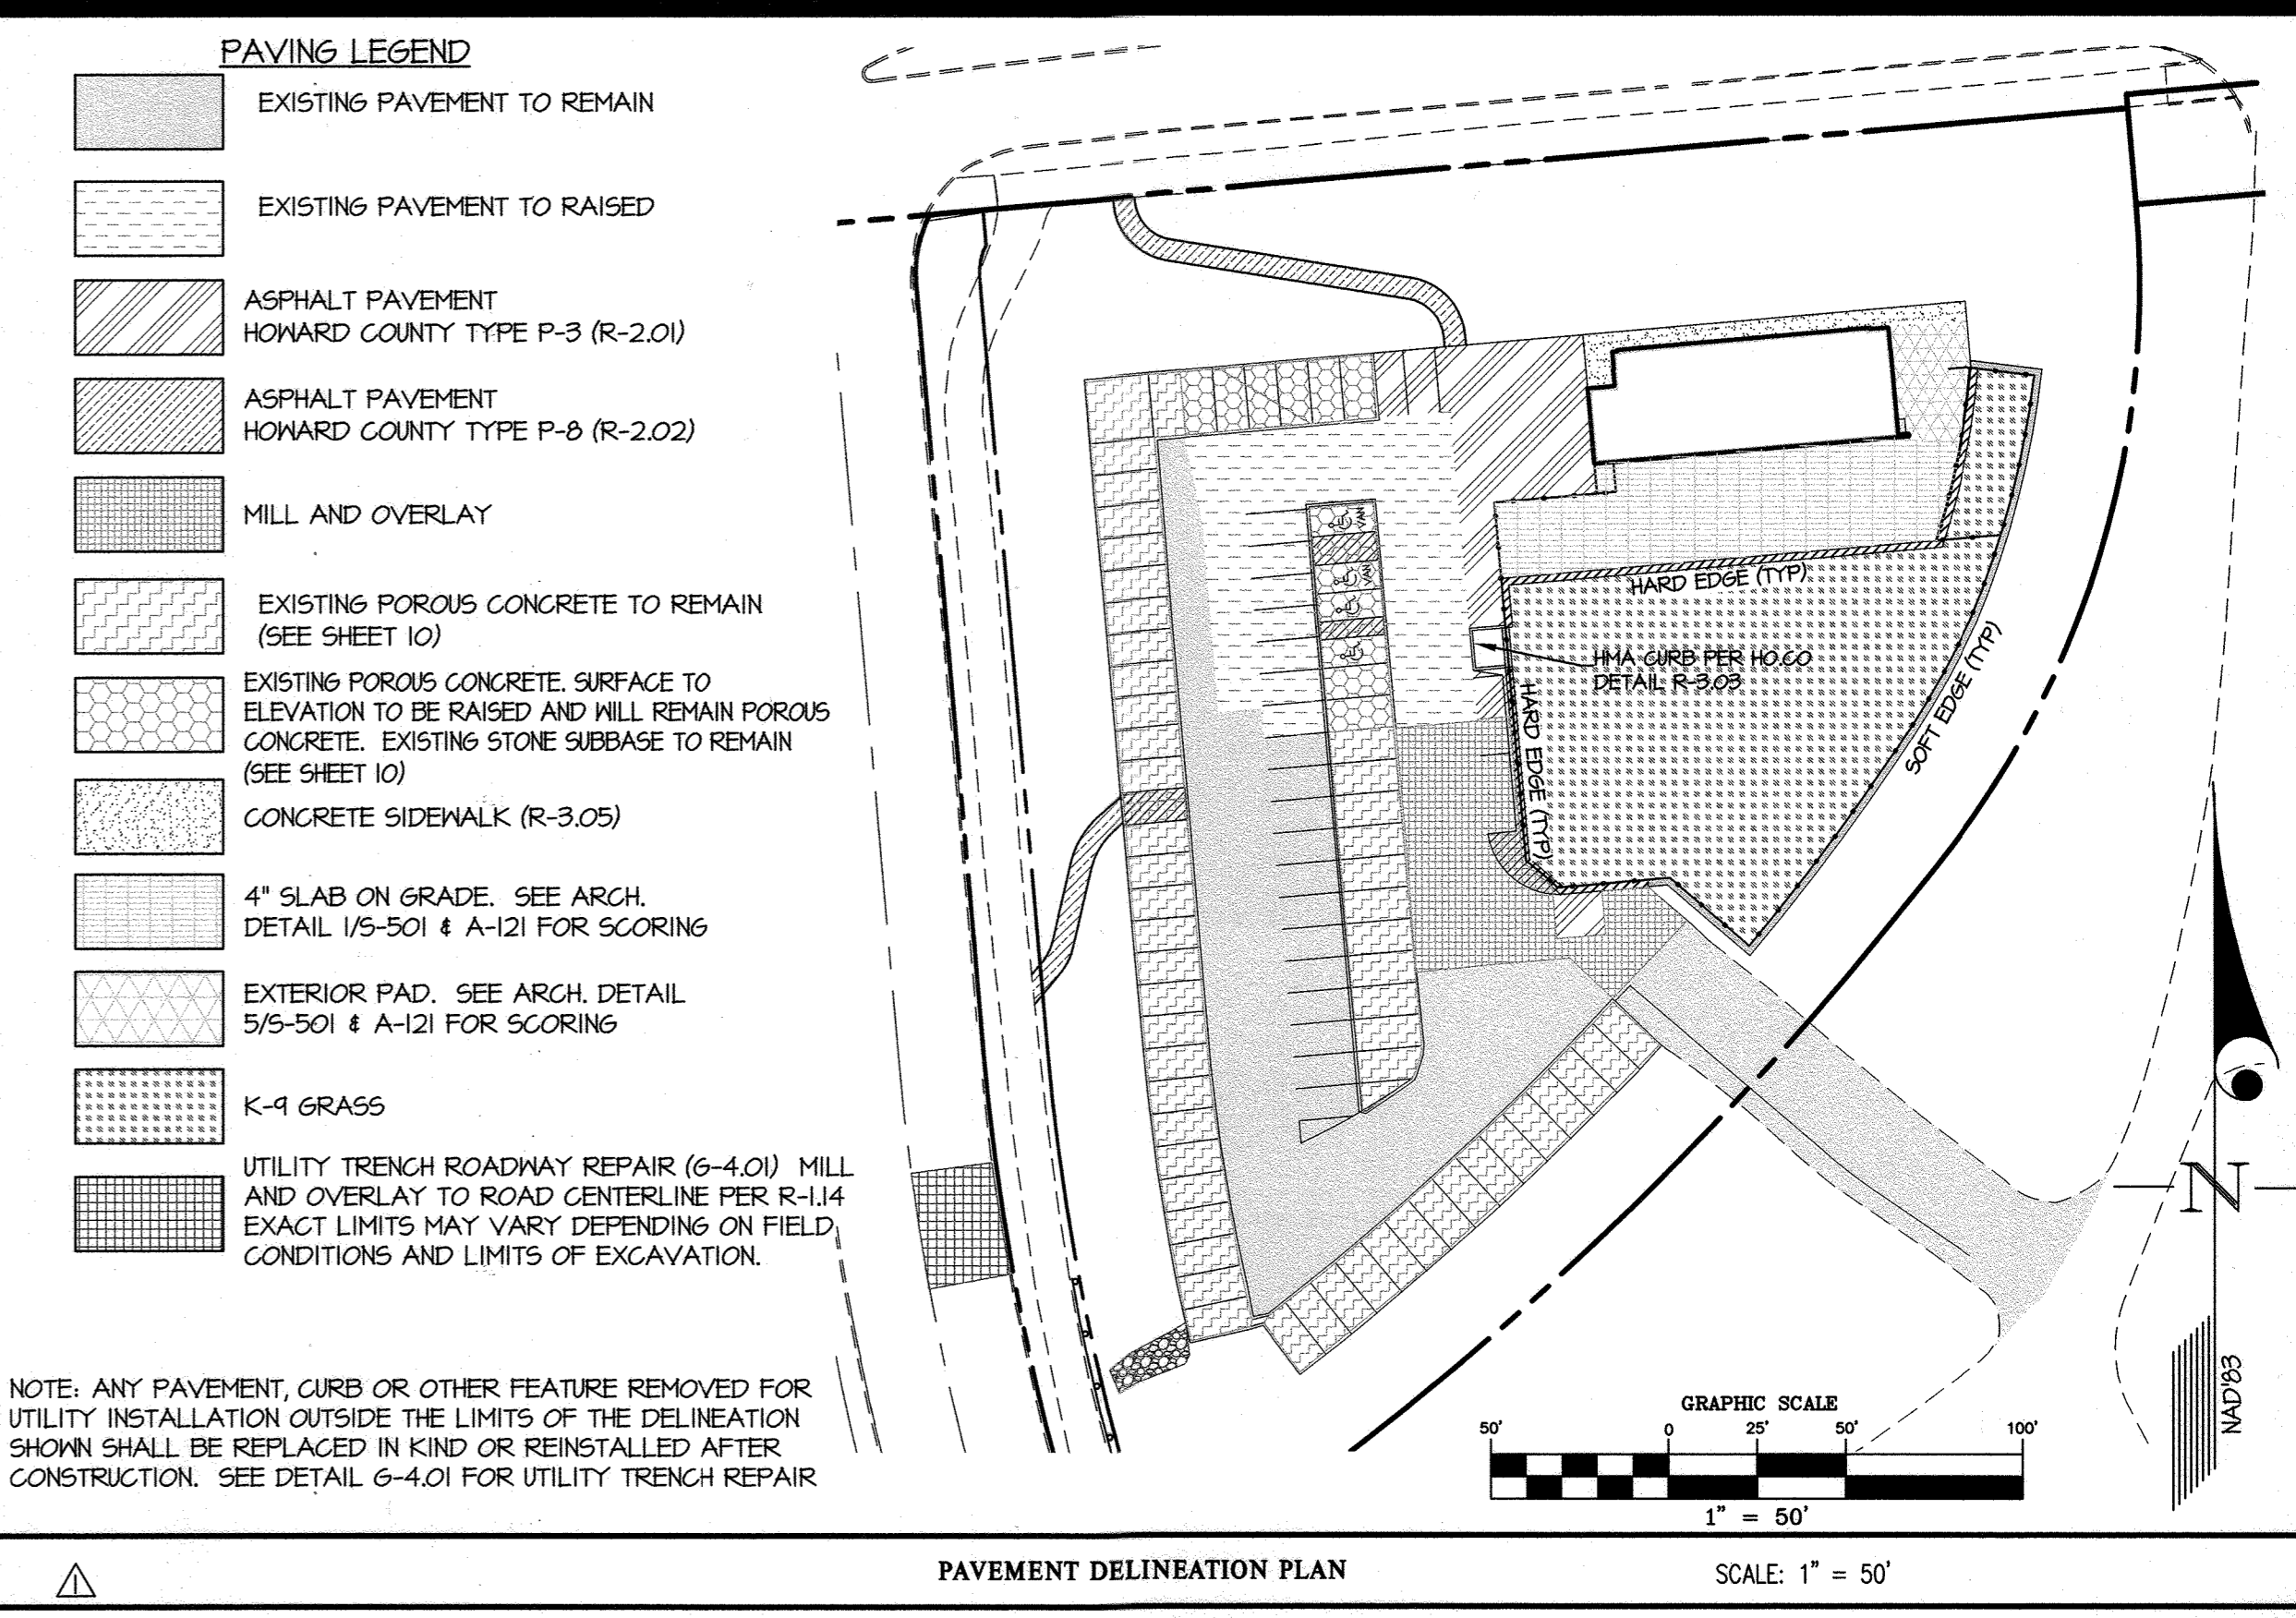 PAVING LEGEND
EXISTING PAVEMENT TO REMAIN
EXISTING PAVEMENT TO RAISED
ASPHALT PAVEMENT
HOWARD COUNTY TYPE P-3 (R-2.01)
ASPHALT PAVEMENT
HOWARD COUNTY TYPE P-8 (R-2.02)
MILL AND OVERLAY
EXISTING POROUS CONCRETE TO REMAIN
(SEE SHEET 10)
EXISTING POROUS CONCRETE. SURFACE TO
ELEVATION TO BE RAISED AND WILL REMAIN POROUS
CONCRETE. EXISTING STONE SUBBASE TO REMAIN
(SEE SHEET 10)
CONCRETE SIDEWALK (R-3.05)
4" SLAB ON GRADE. SEE ARCH.
DETAIL 1/S-501 & A-121 FOR SCORING
EXTERIOR PAD. SEE ARCH. DETAIL
5/S-501 & A-121 FOR SCORING
K-9 GRASS
UTILITY TRENCH ROADWAY REPAIR (G-4.01) MILL
AND OVERLAY TO ROAD CENTERLINE PER R-1.14
EXACT LIMITS MAY VARY DEPENDING ON FIELD
CONDITIONS AND LIMITS OF EXCAVATION.
NOTE: ANY PAVEMENT, CURB OR OTHER FEATURE REMOVED FOR
UTILITY INSTALLATION OUTSIDE THE LIMITS OF THE DELINEATION
SHOWN SHALL BE REPLACED IN KIND OR REINSTALLED AFTER
CONSTRUCTION. SEE DETAIL G-4.01 FOR UTILITY TRENCH REPAIR
VAN
VAN
HARD EDGE (TYP)
HMA CURB PER HO.CO
DETAIL R-3.03
HARD EDGE (TYP)
SOFT EDGE (TYP)
N
NAD'83
GRAPHIC SCALE
50' 0 25' 50' 100'
1" = 50'
1
PAVEMENT DELINEATION PLAN
SCALE: 1" = 50'